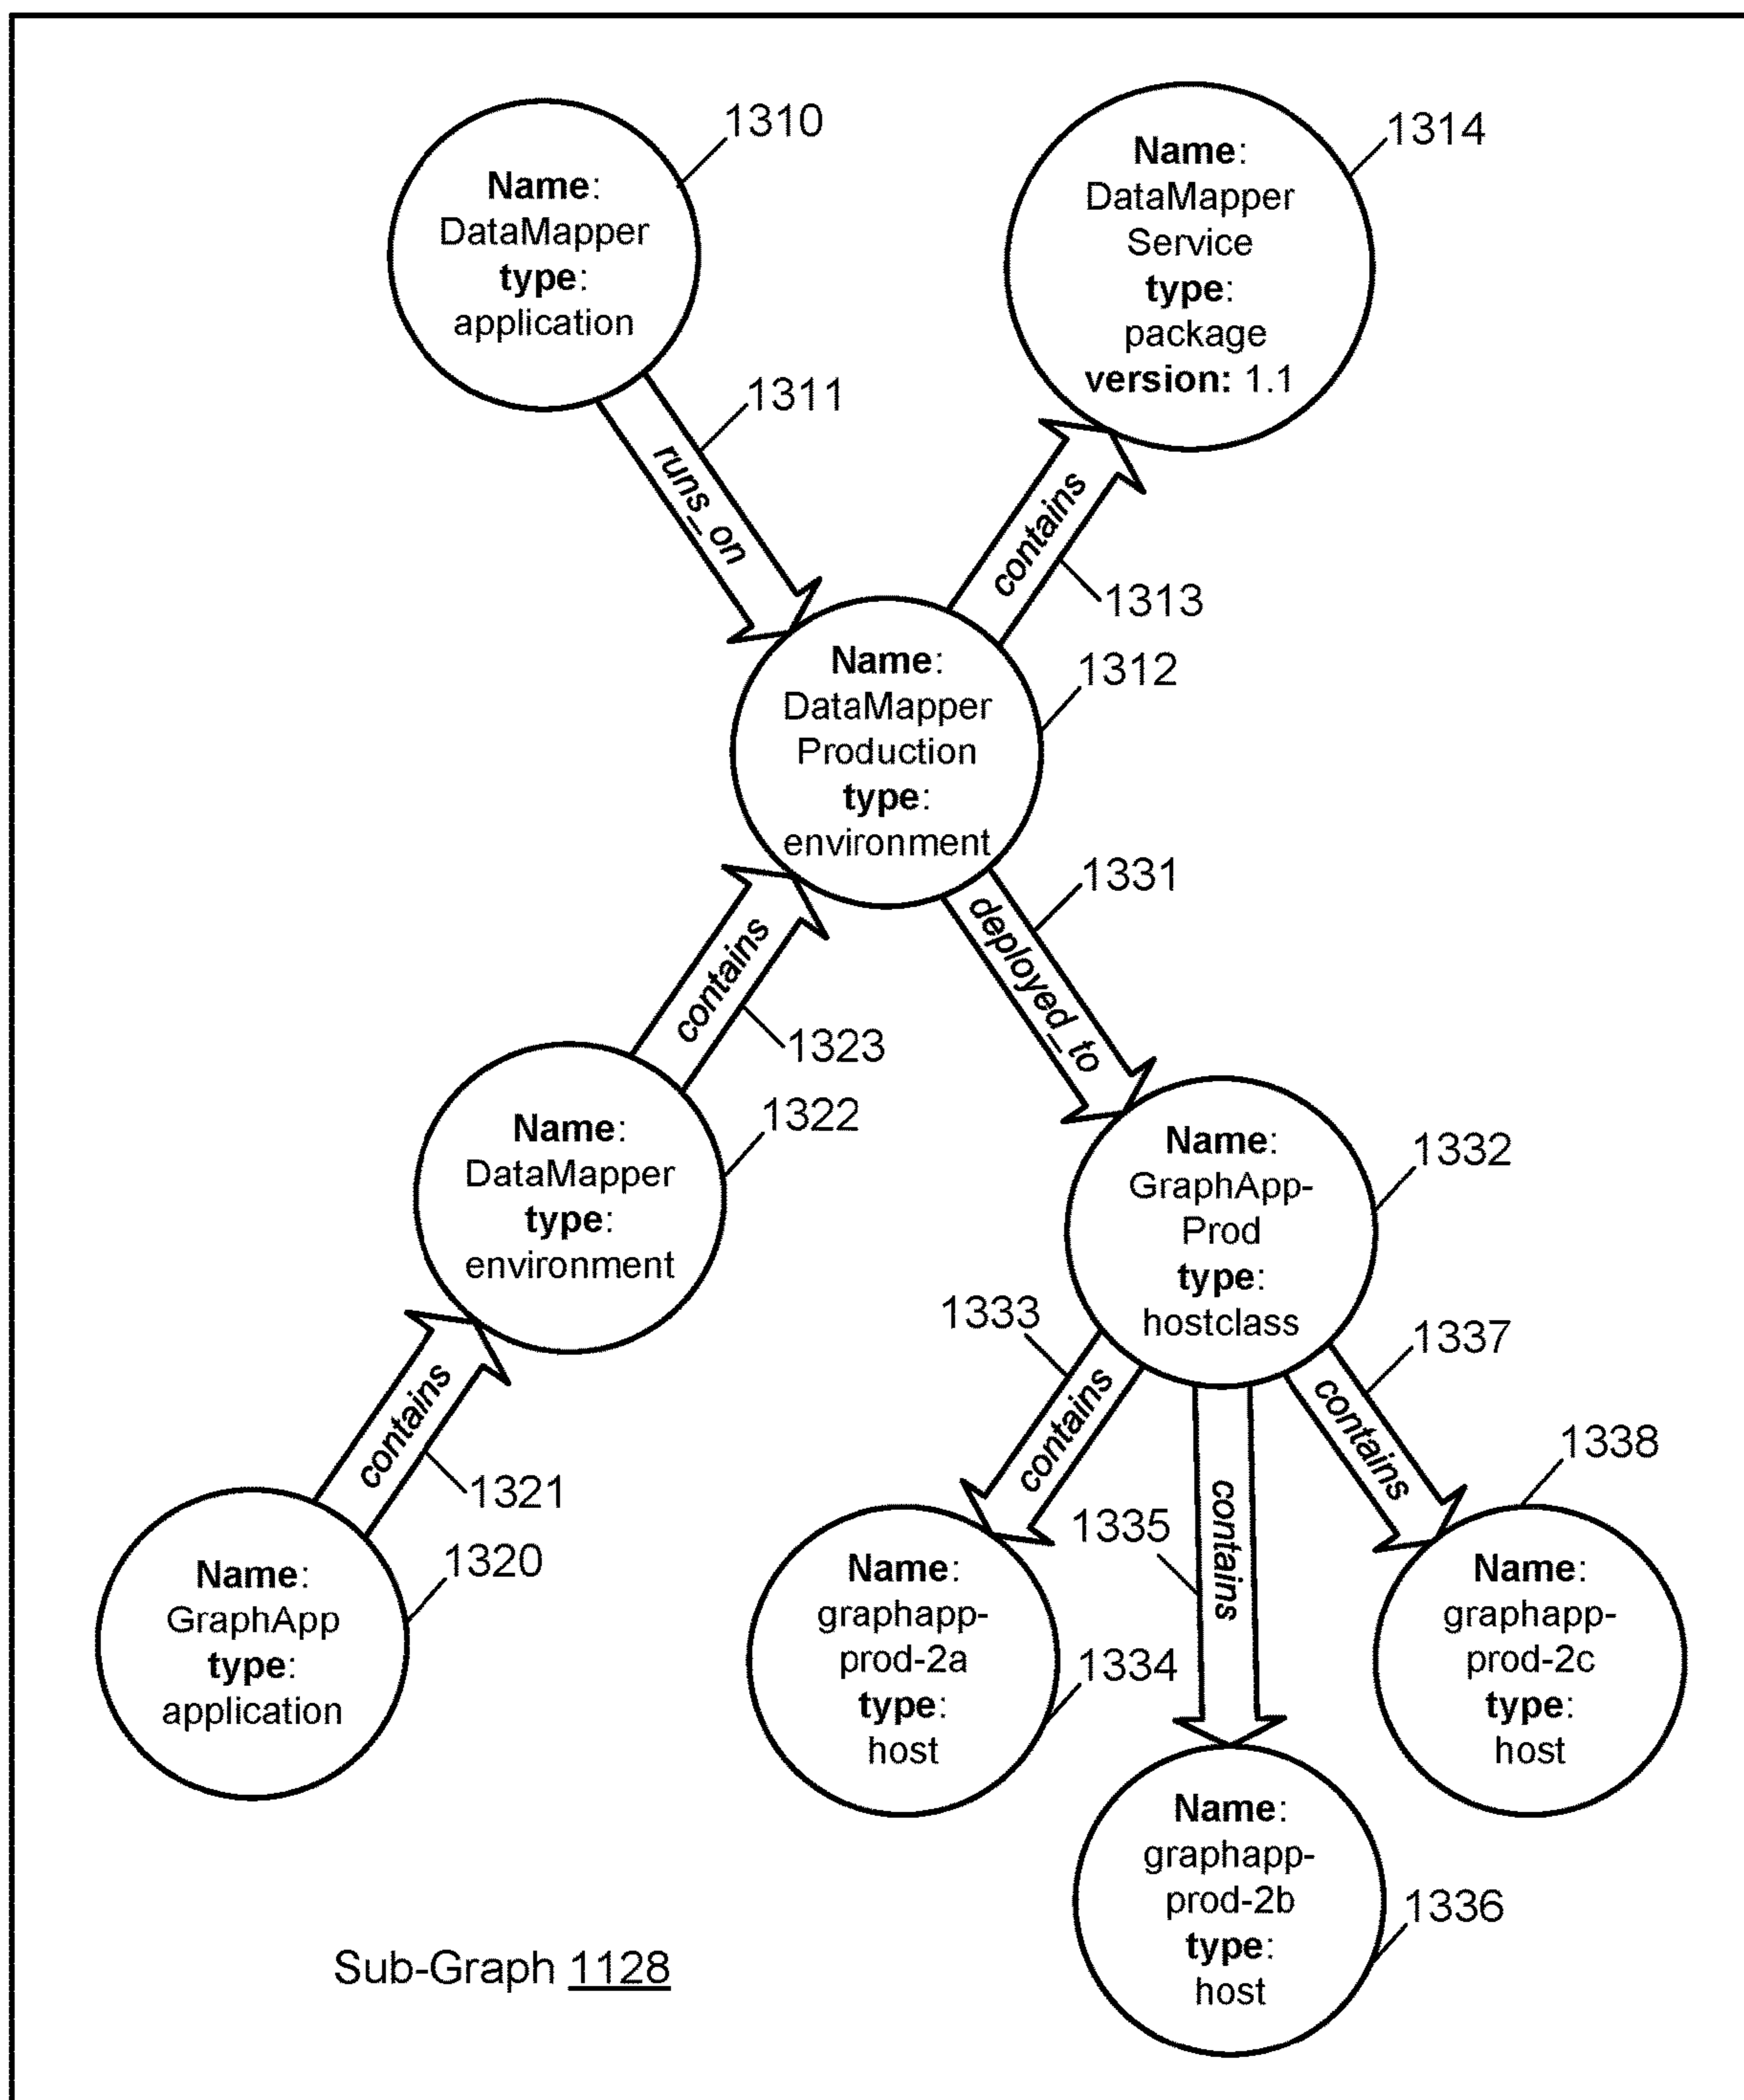 1310
Name:
DataMapper
type:
application
1314
Name:
DataMapper
Service
type:
package
version: 1.1
1311
runs_on
contains
1313
1312
Name:
DataMapper
Production
type:
environment
1331
deployed_to
contains
1323
1322
Name:
DataMapper
type:
environment
1332
Name:
GraphApp-
Prod
type:
hostclass
contains
1321
1320
Name:
GraphApp
type:
application
1333
contains
1335
contains
1337
contains
1338
1334
Name:
graphapp-
prod-2a
type:
host
Name:
graphapp-
prod-2c
type:
host
1336
Name:
graphapp-
prod-2b
type:
host
Sub-Graph 1128